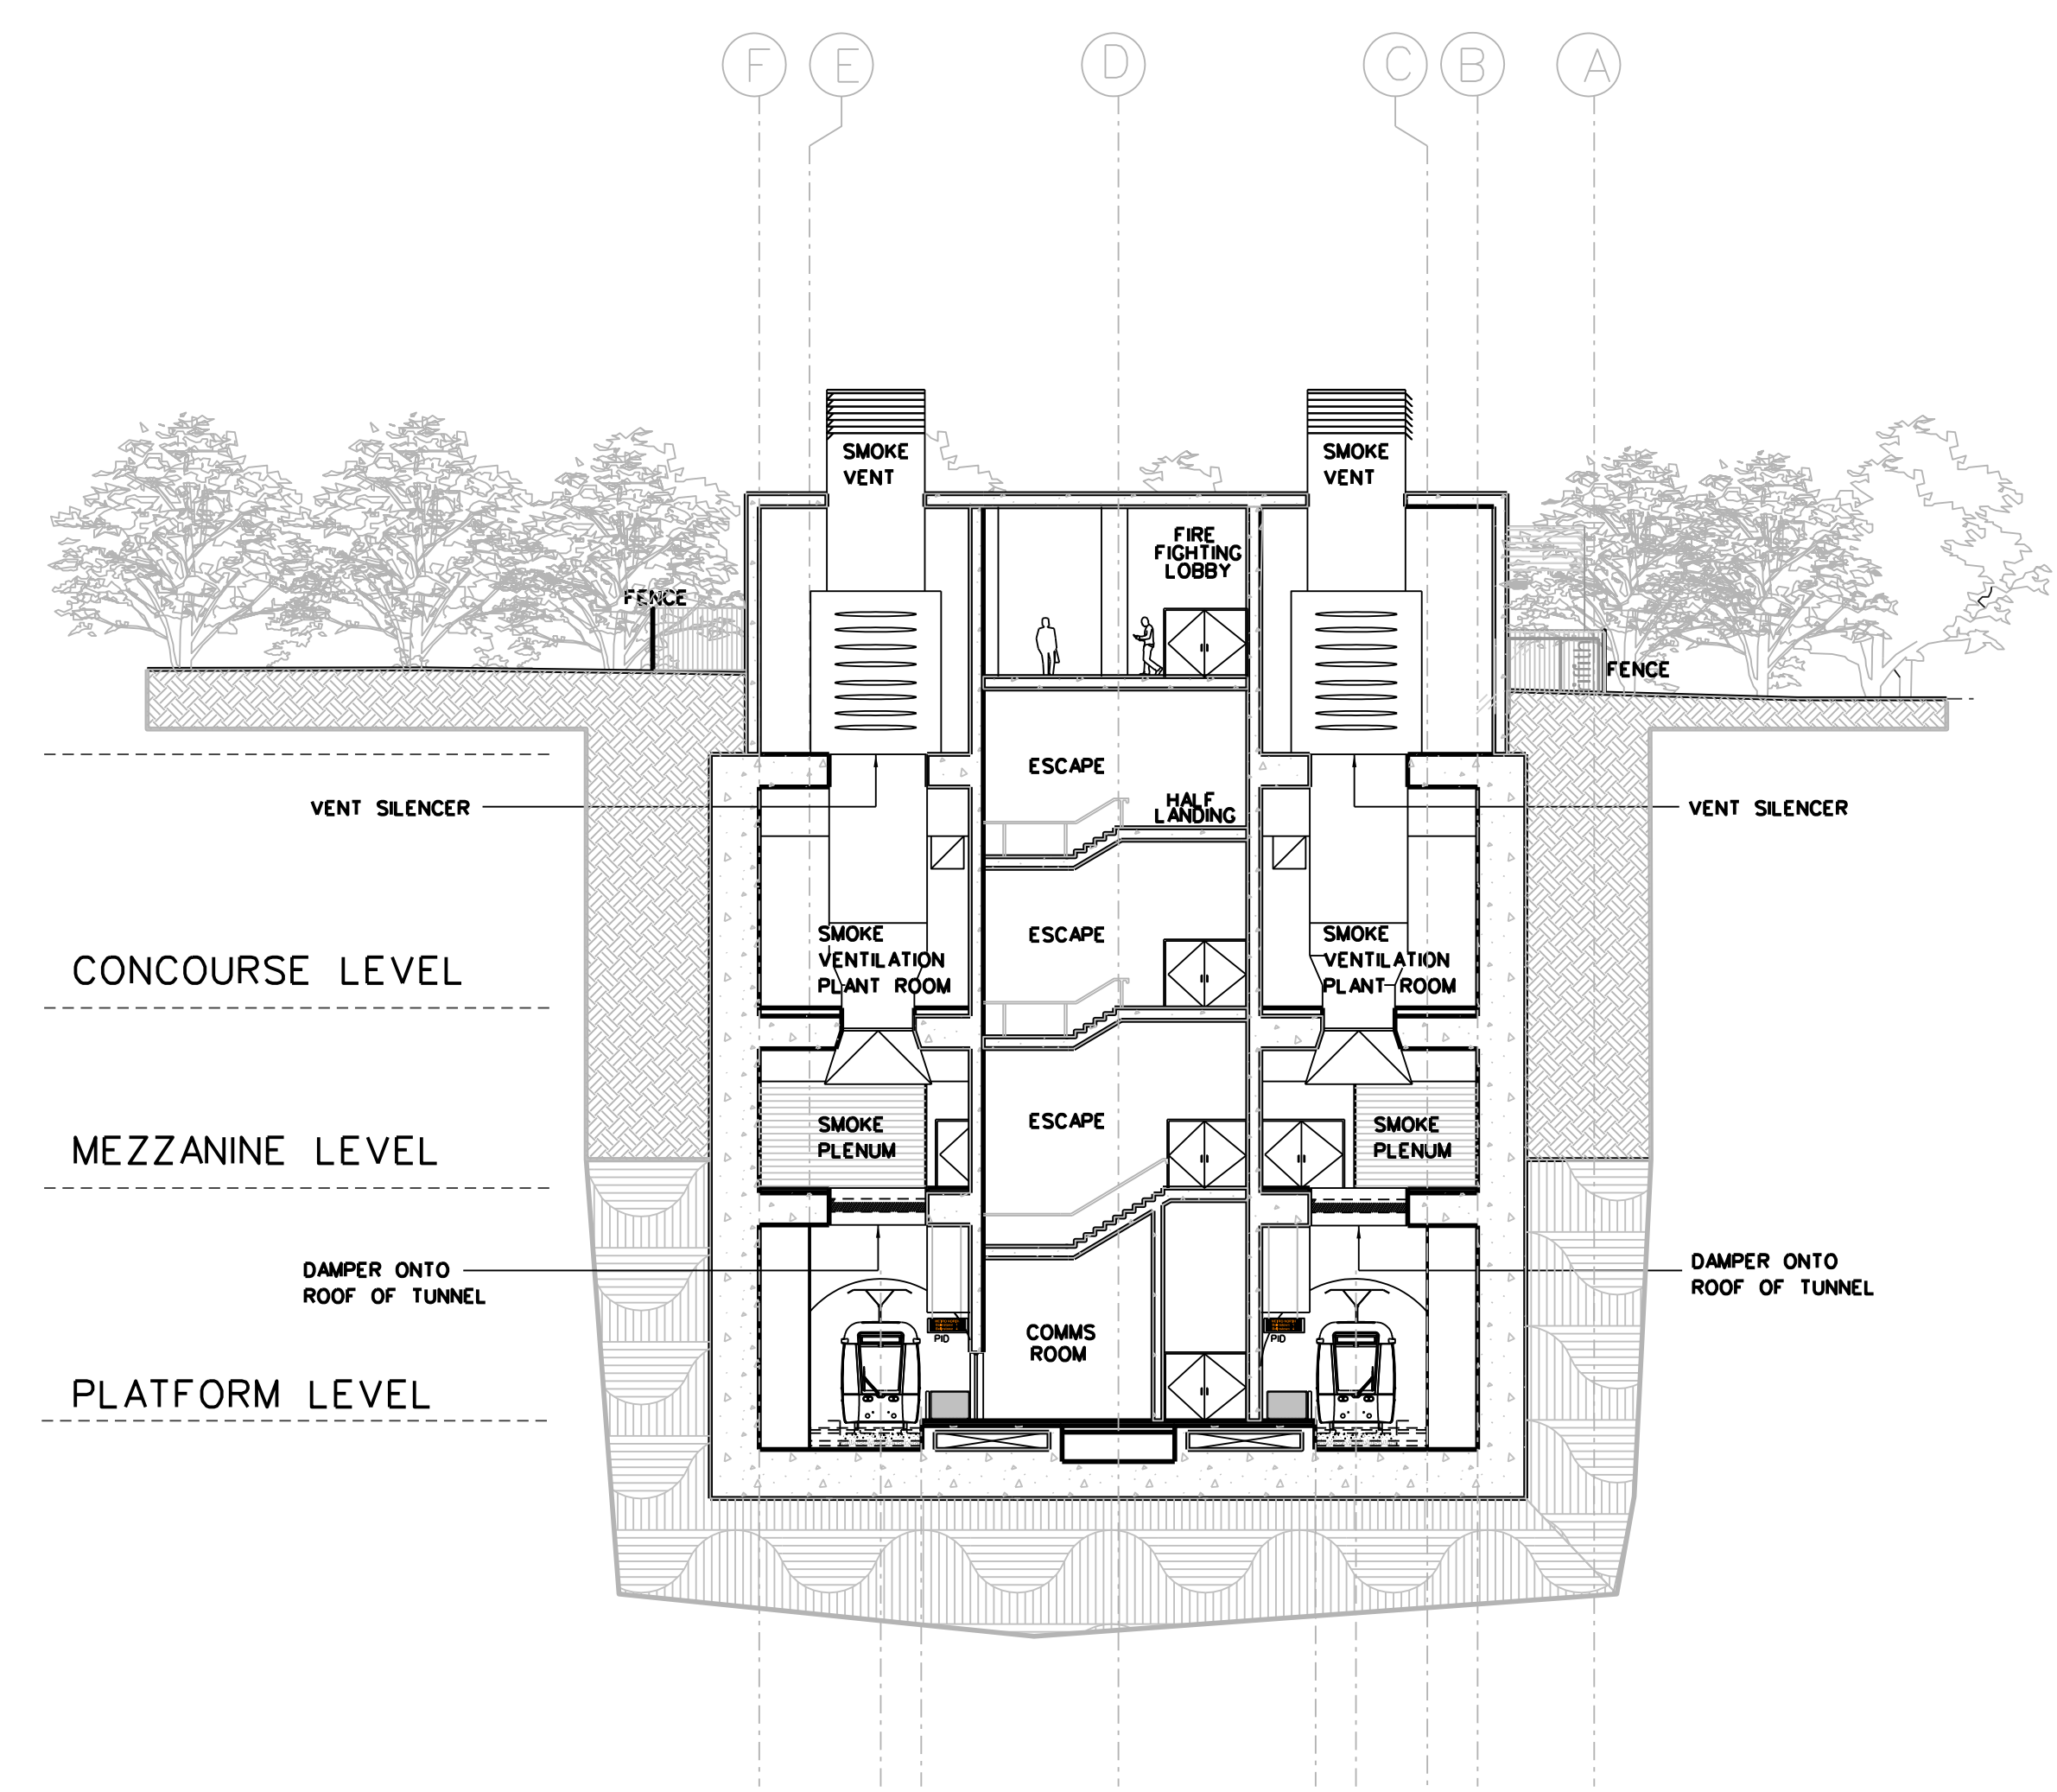 F E D C B A
SMOKE
VENT
SMOKE
VENT
FIRE
FIGHTING
LOBBY
FENCE
FENCE
ESCAPE
VENT SILENCER
HALF
LANDING
VENT SILENCER
ESCAPE
SMOKE
VENTILATION
PLANT ROOM
SMOKE
VENTILATION
PLANT ROOM
CONCOURSE LEVEL
ESCAPE
SMOKE
PLENUM
SMOKE
PLENUM
MEZZANINE LEVEL
DAMPER ONTO
ROOF OF TUNNEL
DAMPER ONTO
ROOF OF TUNNEL
PID
COMMS
ROOM
PID
PLATFORM LEVEL